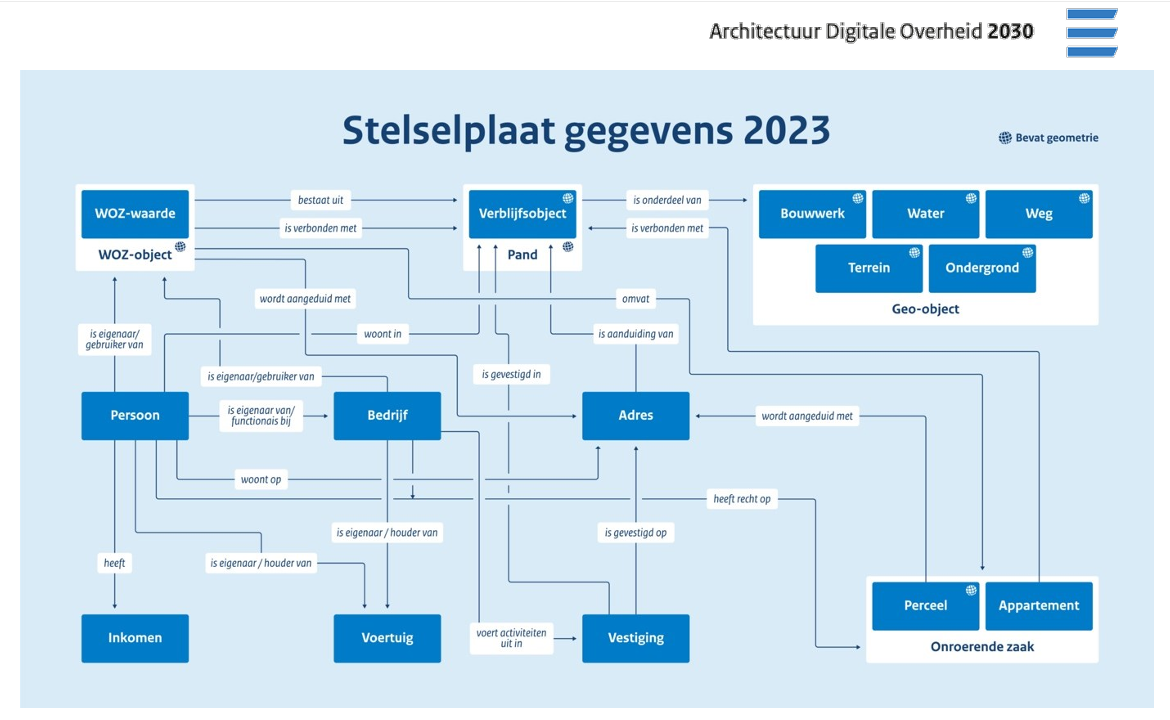 Architectuur Digitale Overheid 2030
Stelselplaat gegevens 2023
Bevat geometrie
WOZ-waarde
WOZ-object
bestaat uit
is verbonden met
Verblijfsobject
Pand
is onderdeel van
is verbonden met
Bouwwerk
Water
Weg
Terrein
Ondergrond
Geo-object
wordt aangeduid met
omvat
is eigenaar/
gebruiker van
woont in
is aanduiding van
is eigenaar/gebruiker van
is gevestigd in
Persoon
is eigenaar van/
functionais bij
Bedrijf
Adres
wordt aangeduid met
woont op
heeft recht op
is eigenaar / houder van
is gevestigd op
heeft
is eigenaar / houder van
Inkomen
Voertuig
voert activiteiten
uit in
Vestiging
Perceel
Appartement
Onroerende zaak